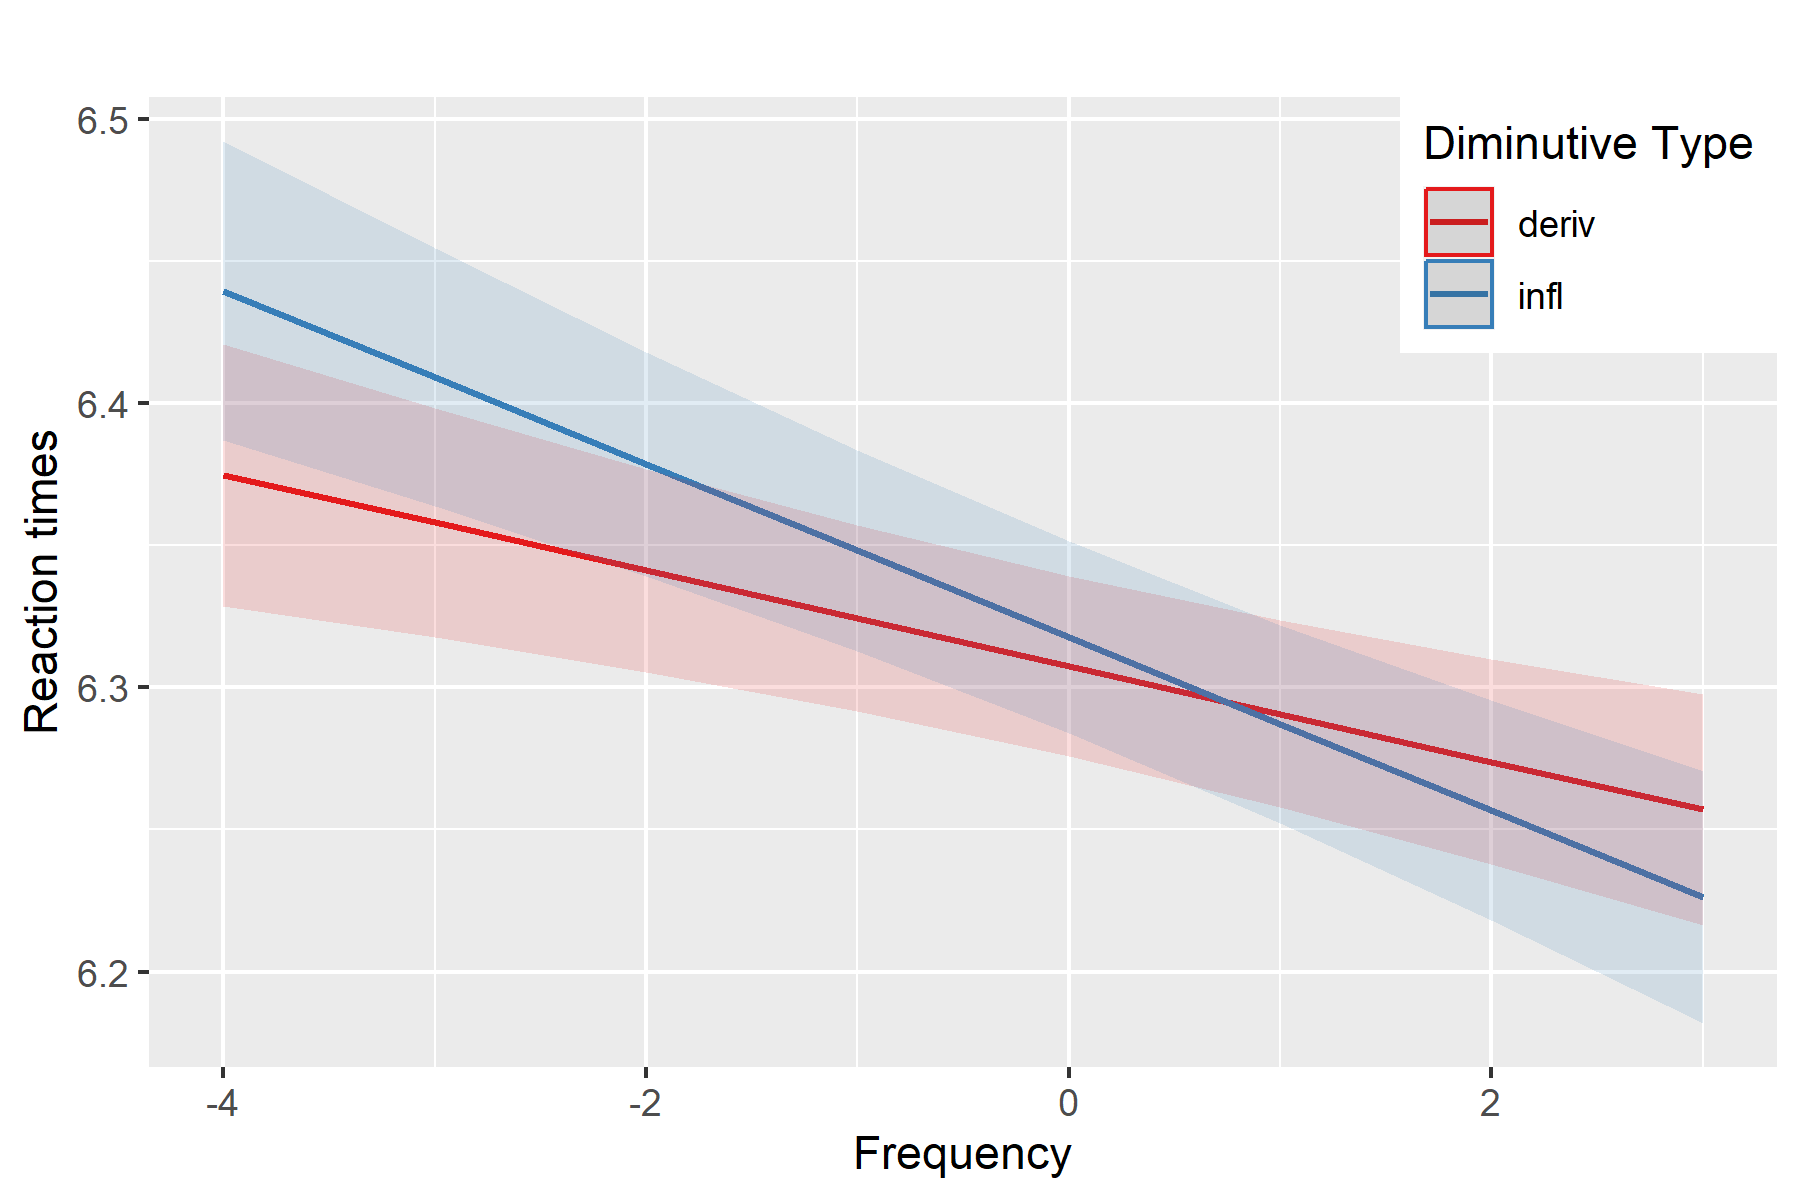 6.5
6.4
6.3
6.2
Reaction times
-4
-2
0
2
Frequency
Diminutive Type
deriv
infl